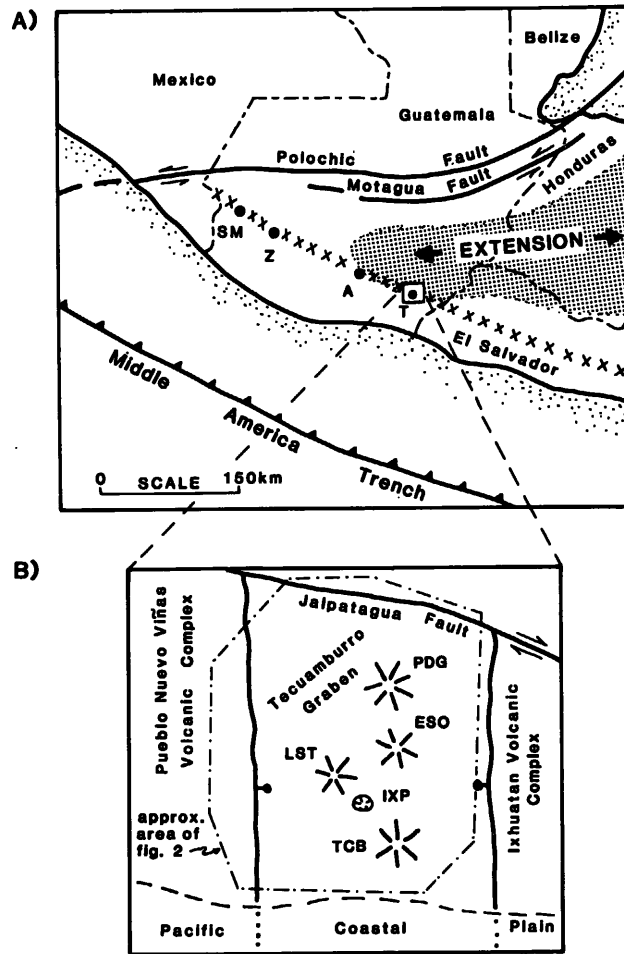 A)
Belize
Mexico
Guatemala
Polochic Fault
Motagua Fault
Honduras
SM
Z
EXTENSION
A
T
El Salvador
Middle America Trench
0 SCALE 150km
B)
Jalpatagua Fault
Pueblo Nuevo Viñas
Volcanic Complex
Tecuamburro
Graben
PDG
ESO
LST
IXP
TCB
Ixhuatan Volcanic
Complex
approx.
area of
fig. 2
Pacific Coastal Plain